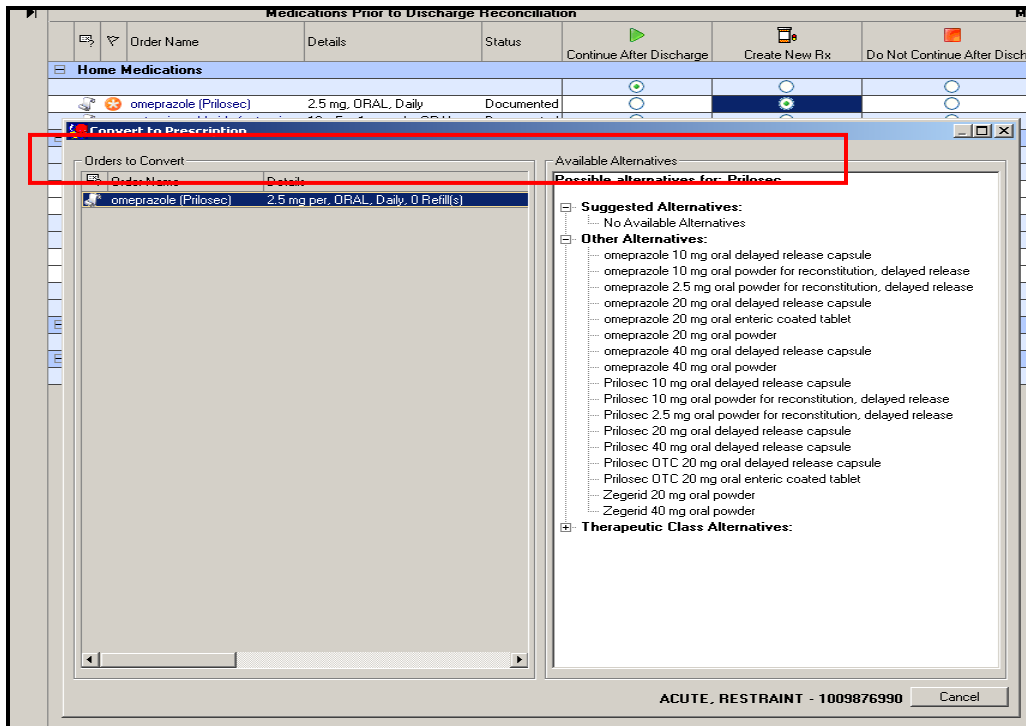 Medications Prior to Discharge Reconciliation M
Order Name Details Status Continue After Discharge Create New Rx Do Not Continue After Disch
Home Medications
omeprazole (Prilosec) 2.5 mg, ORAL, Daily Documented
Convert to Prescription
Orders to Convert
Order Name Details
omeprazole (Prilosec) 2.5 mg per, ORAL, Daily, 0 Refill(s)
Available Alternatives
Possible alternatives for: Prilosec
Suggested Alternatives:
No Available Alternatives
Other Alternatives:
omeprazole 10 mg oral delayed release capsule
omeprazole 10 mg oral powder for reconstitution, delayed release
omeprazole 2.5 mg oral powder for reconstitution, delayed release
omeprazole 20 mg oral delayed release capsule
omeprazole 20 mg oral enteric coated tablet
omeprazole 20 mg oral powder
omeprazole 40 mg oral delayed release capsule
omeprazole 40 mg oral powder
Prilosec 10 mg oral delayed release capsule
Prilosec 10 mg oral powder for reconstitution, delayed release
Prilosec 2.5 mg oral powder for reconstitution, delayed release
Prilosec 20 mg oral delayed release capsule
Prilosec 40 mg oral delayed release capsule
Prilosec OTC 20 mg oral delayed release capsule
Prilosec OTC 20 mg oral enteric coated tablet
Zegerid 20 mg oral powder
Zegerid 40 mg oral powder
Therapeutic Class Alternatives:
ACUTE, RESTRAINT - 1009876990 Cancel